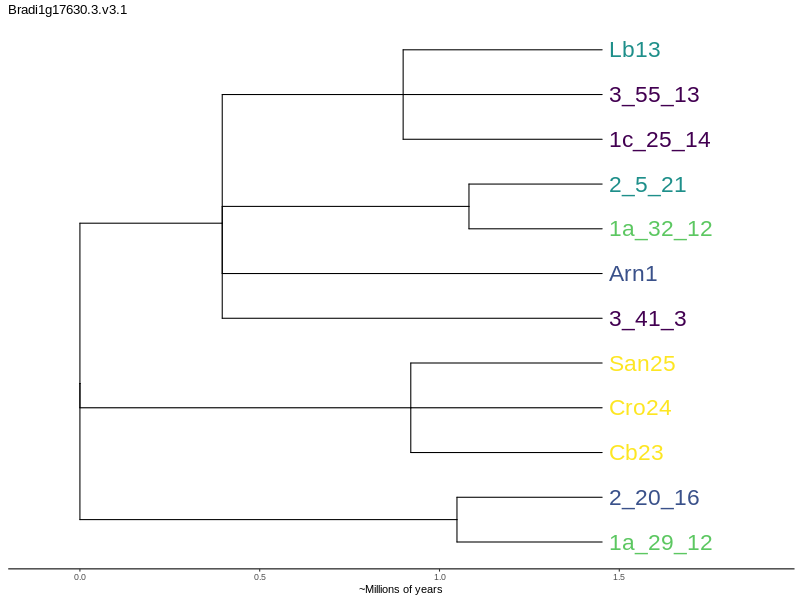 Bradi1g17630.3.v3.1
Lb13
3_55_13
1c_25_14
2_5_21
1a_32_12
Arn1
3_41_3
San25
Cro24
Cb23
2_20_16
1a_29_12
0.0 0.5 1.0 1.5
~Millions of years